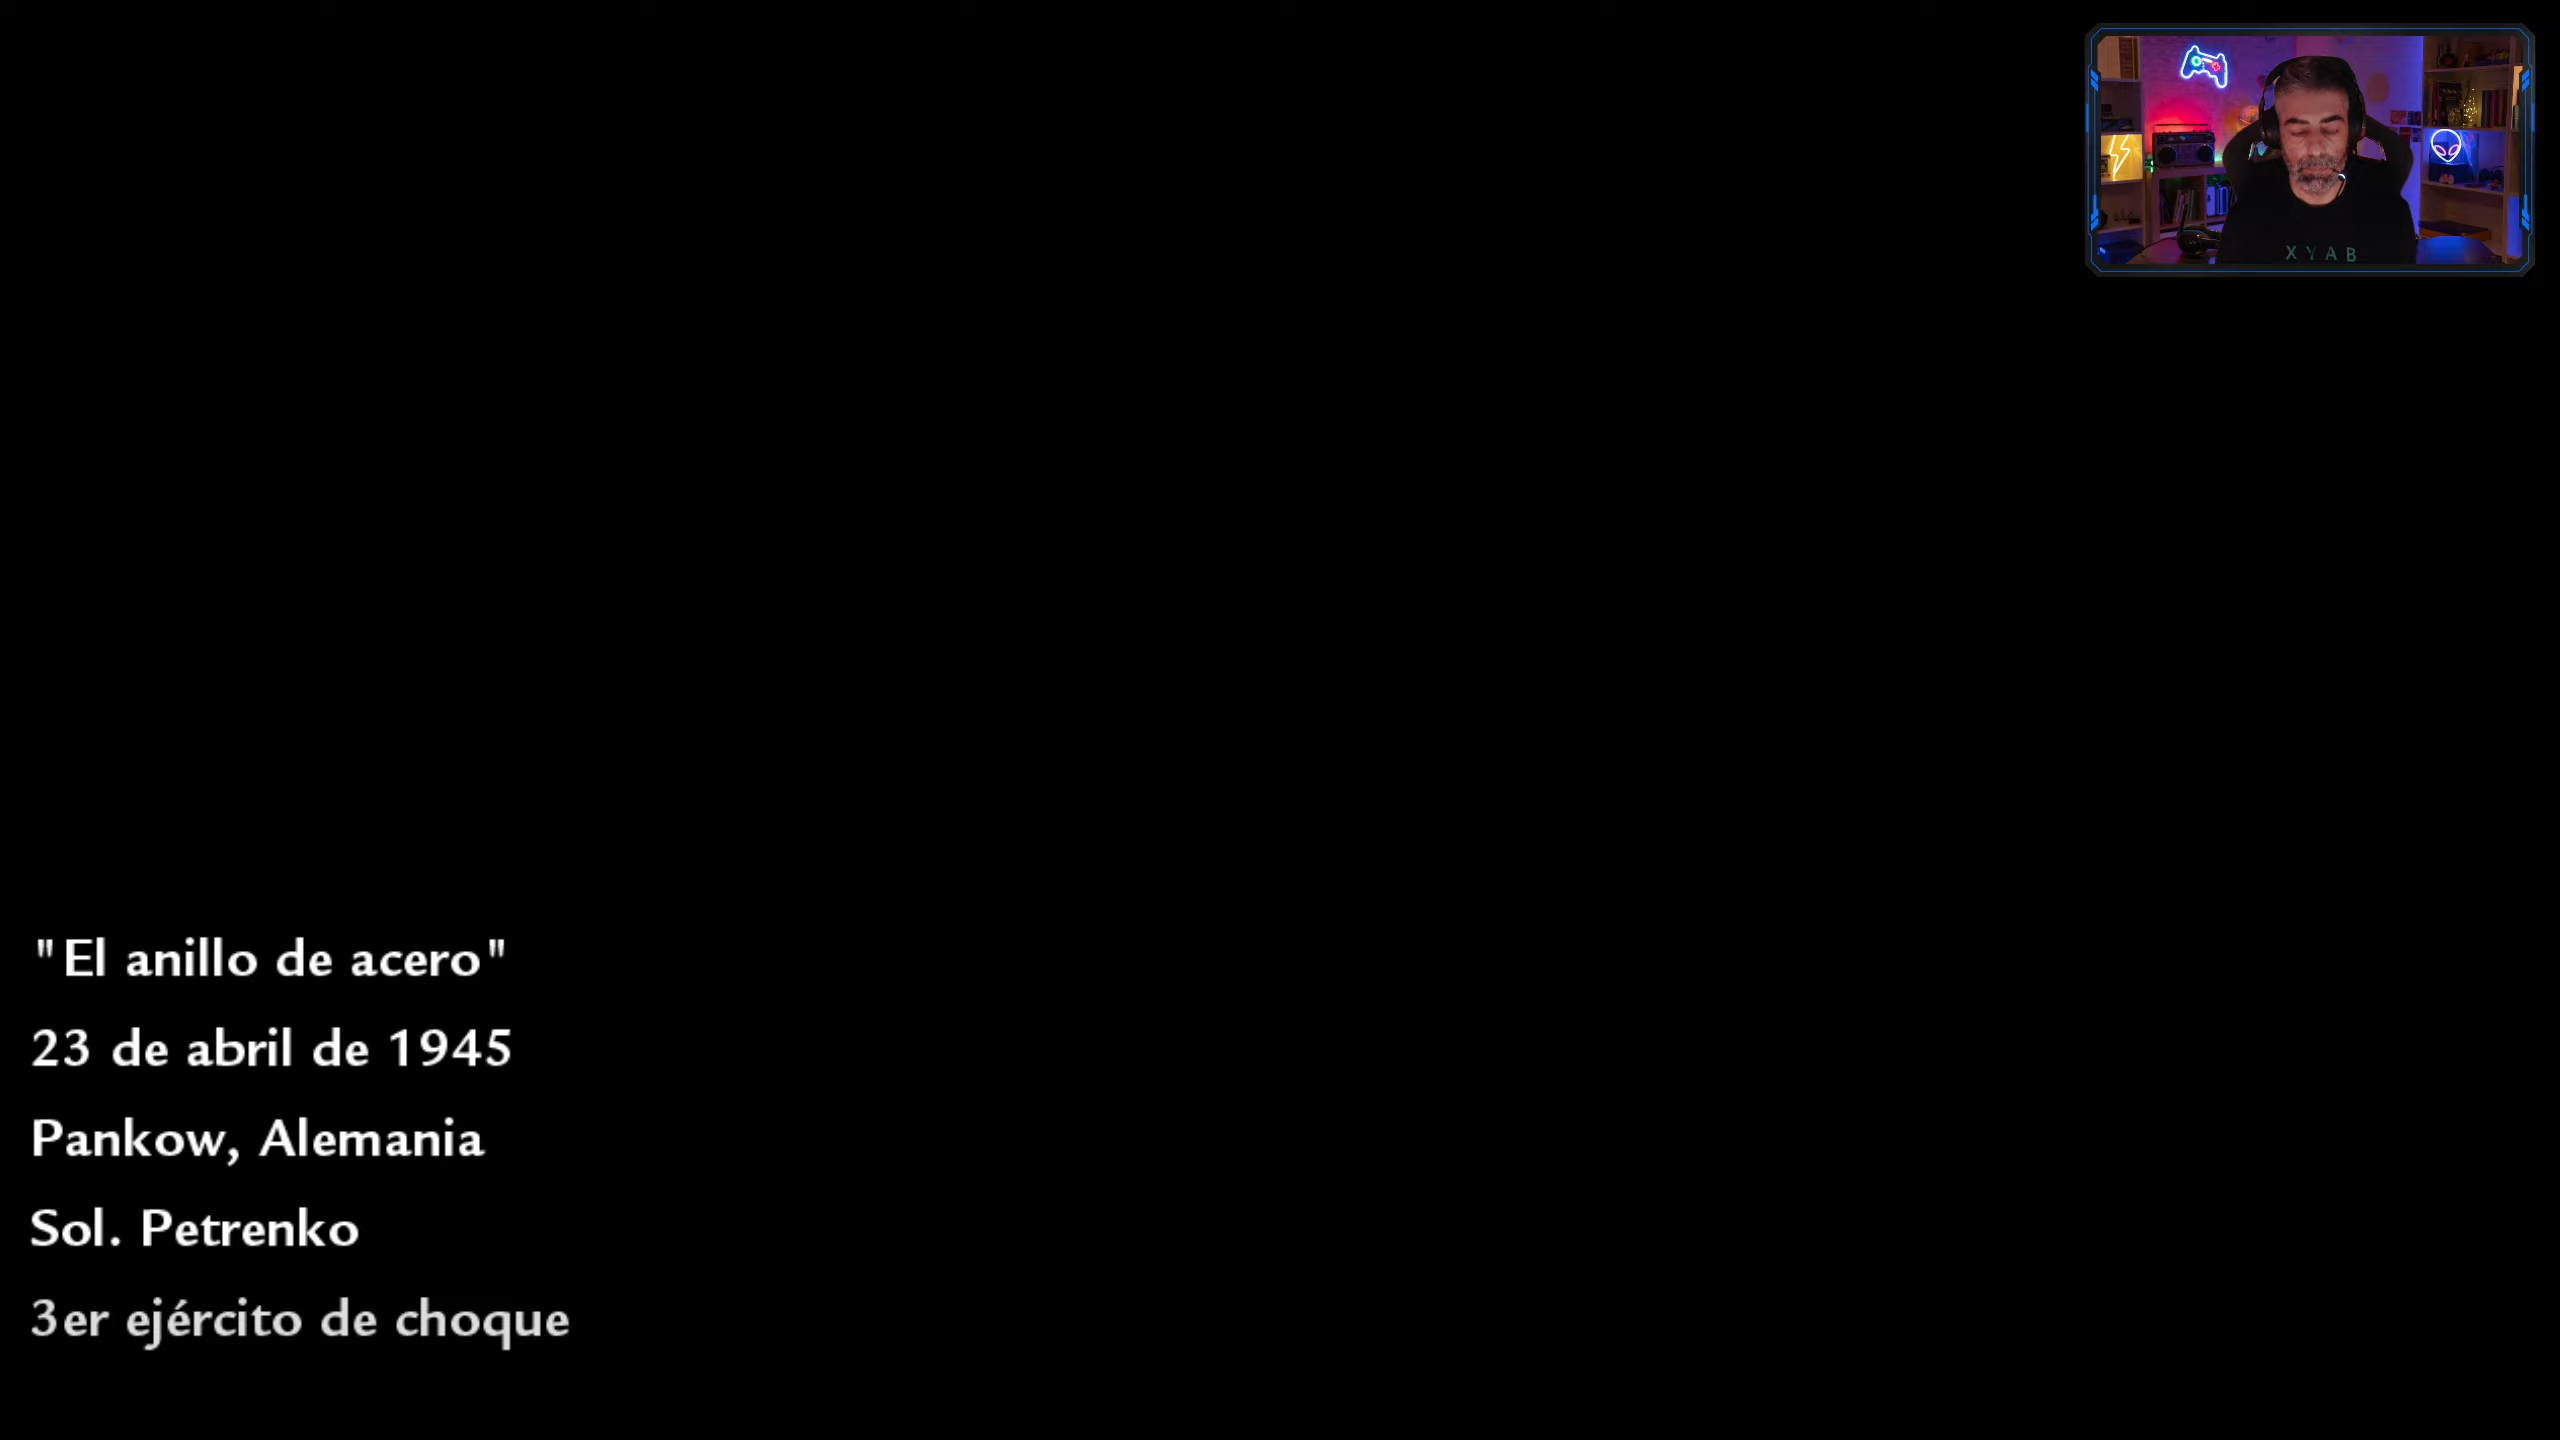 XYAB
"El anillo de acero"
23 de abril de 1945
Pankow, Alemania
Sol. Petrenko
3er ejército de choque